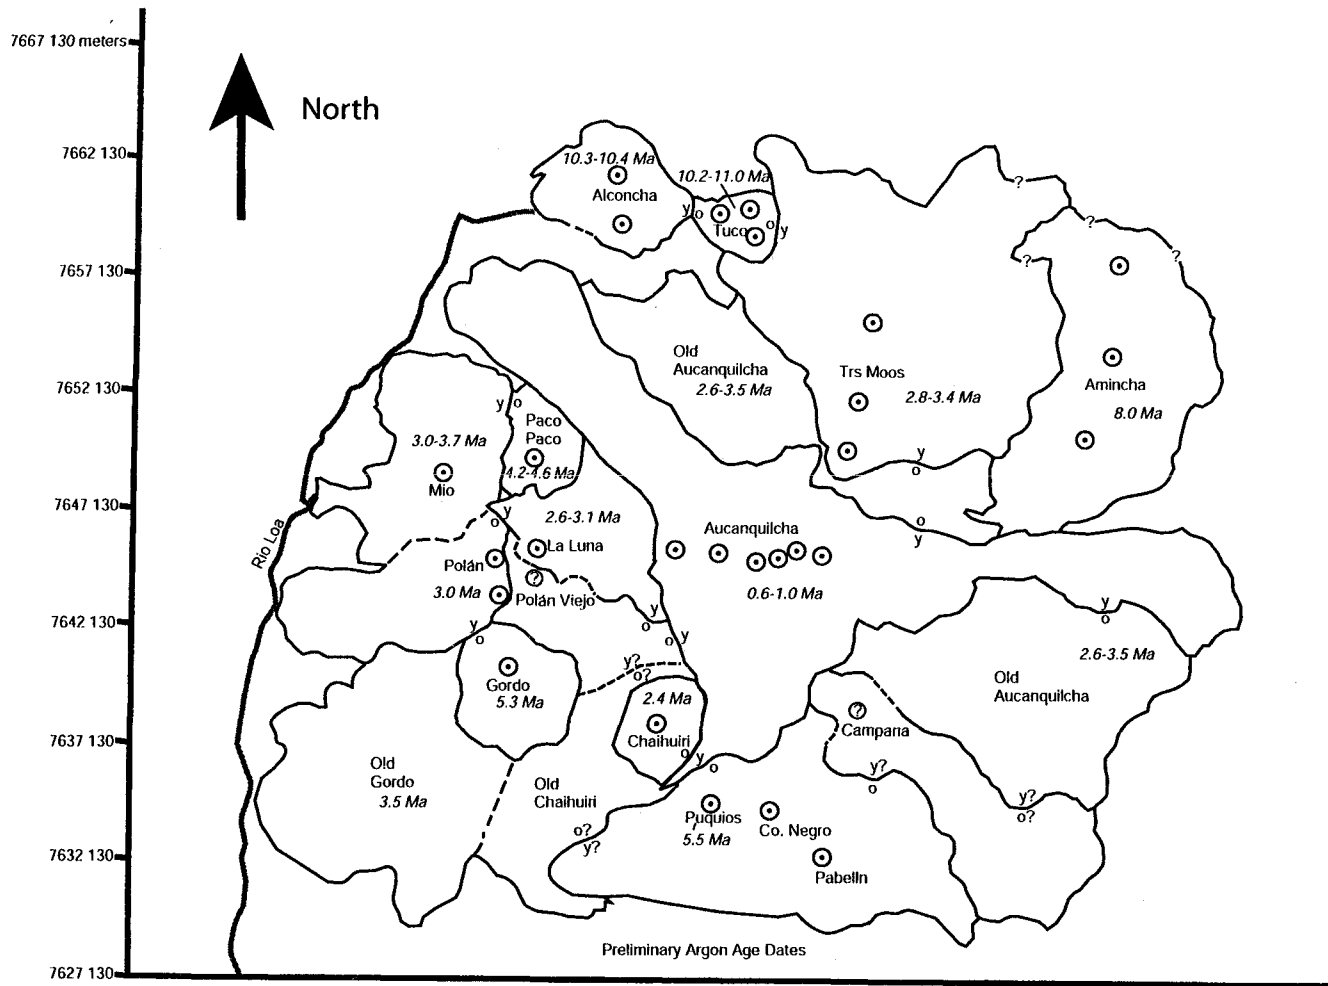 7667 130 meters
North
7662 130
10.3-10.4 Ma
Alconcha
10.2-11.0 Ma
y o
Tucq
o y
?
?
?
?
7657 130
Old
Aucanquilcha
2.6-3.5 Ma
Trs Moos
2.8-3.4 Ma
Amincha
8.0 Ma
7652 130
y o
Paco
Paco
4.2-4.6 Ma
3.0-3.7 Ma
Mio
y
o
7647 130
Rio Loa
o y
2.6-3.1 Ma
La Luna
Aucanquilcha
0.6-1.0 Ma
o
y
Polán
3.0 Ma
?
Polán Viejo
7642 130
y
o
y
o
o y
y
o
2.6-3.5 Ma
Old
Aucanquilcha
y?
o?
Gordo
5.3 Ma
2.4 Ma
Chaihuiri
o
y
o
?
Campana
7637 130
Old
Gordo
3.5 Ma
Old
Chaihuiri
y?
o
y?
o?
Puquios
5.5 Ma
Co. Negro
Pabelln
o?
y?
7632 130
Preliminary Argon Age Dates
7627 130